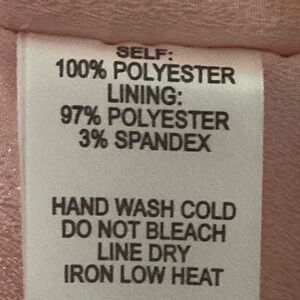 SELF:
100% POLYESTER
LINING:
97% POLYESTER
3% SPANDEX
HAND WASH COLD
DO NOT BLEACH
LINE DRY
IRON LOW HEAT